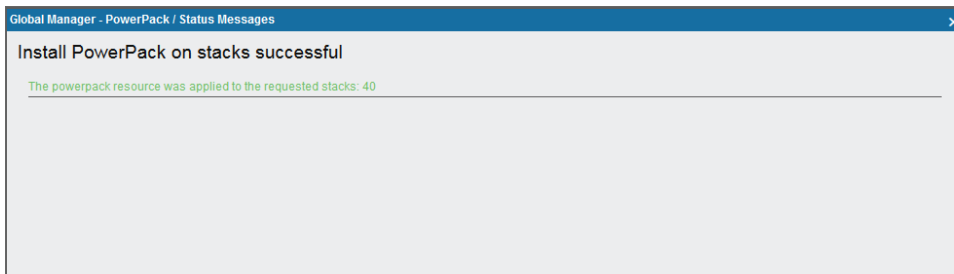 Global Manager - PowerPack / Status Messages
Install PowerPack on stacks successful
The powerpack resource was applied to the requested stacks: 40